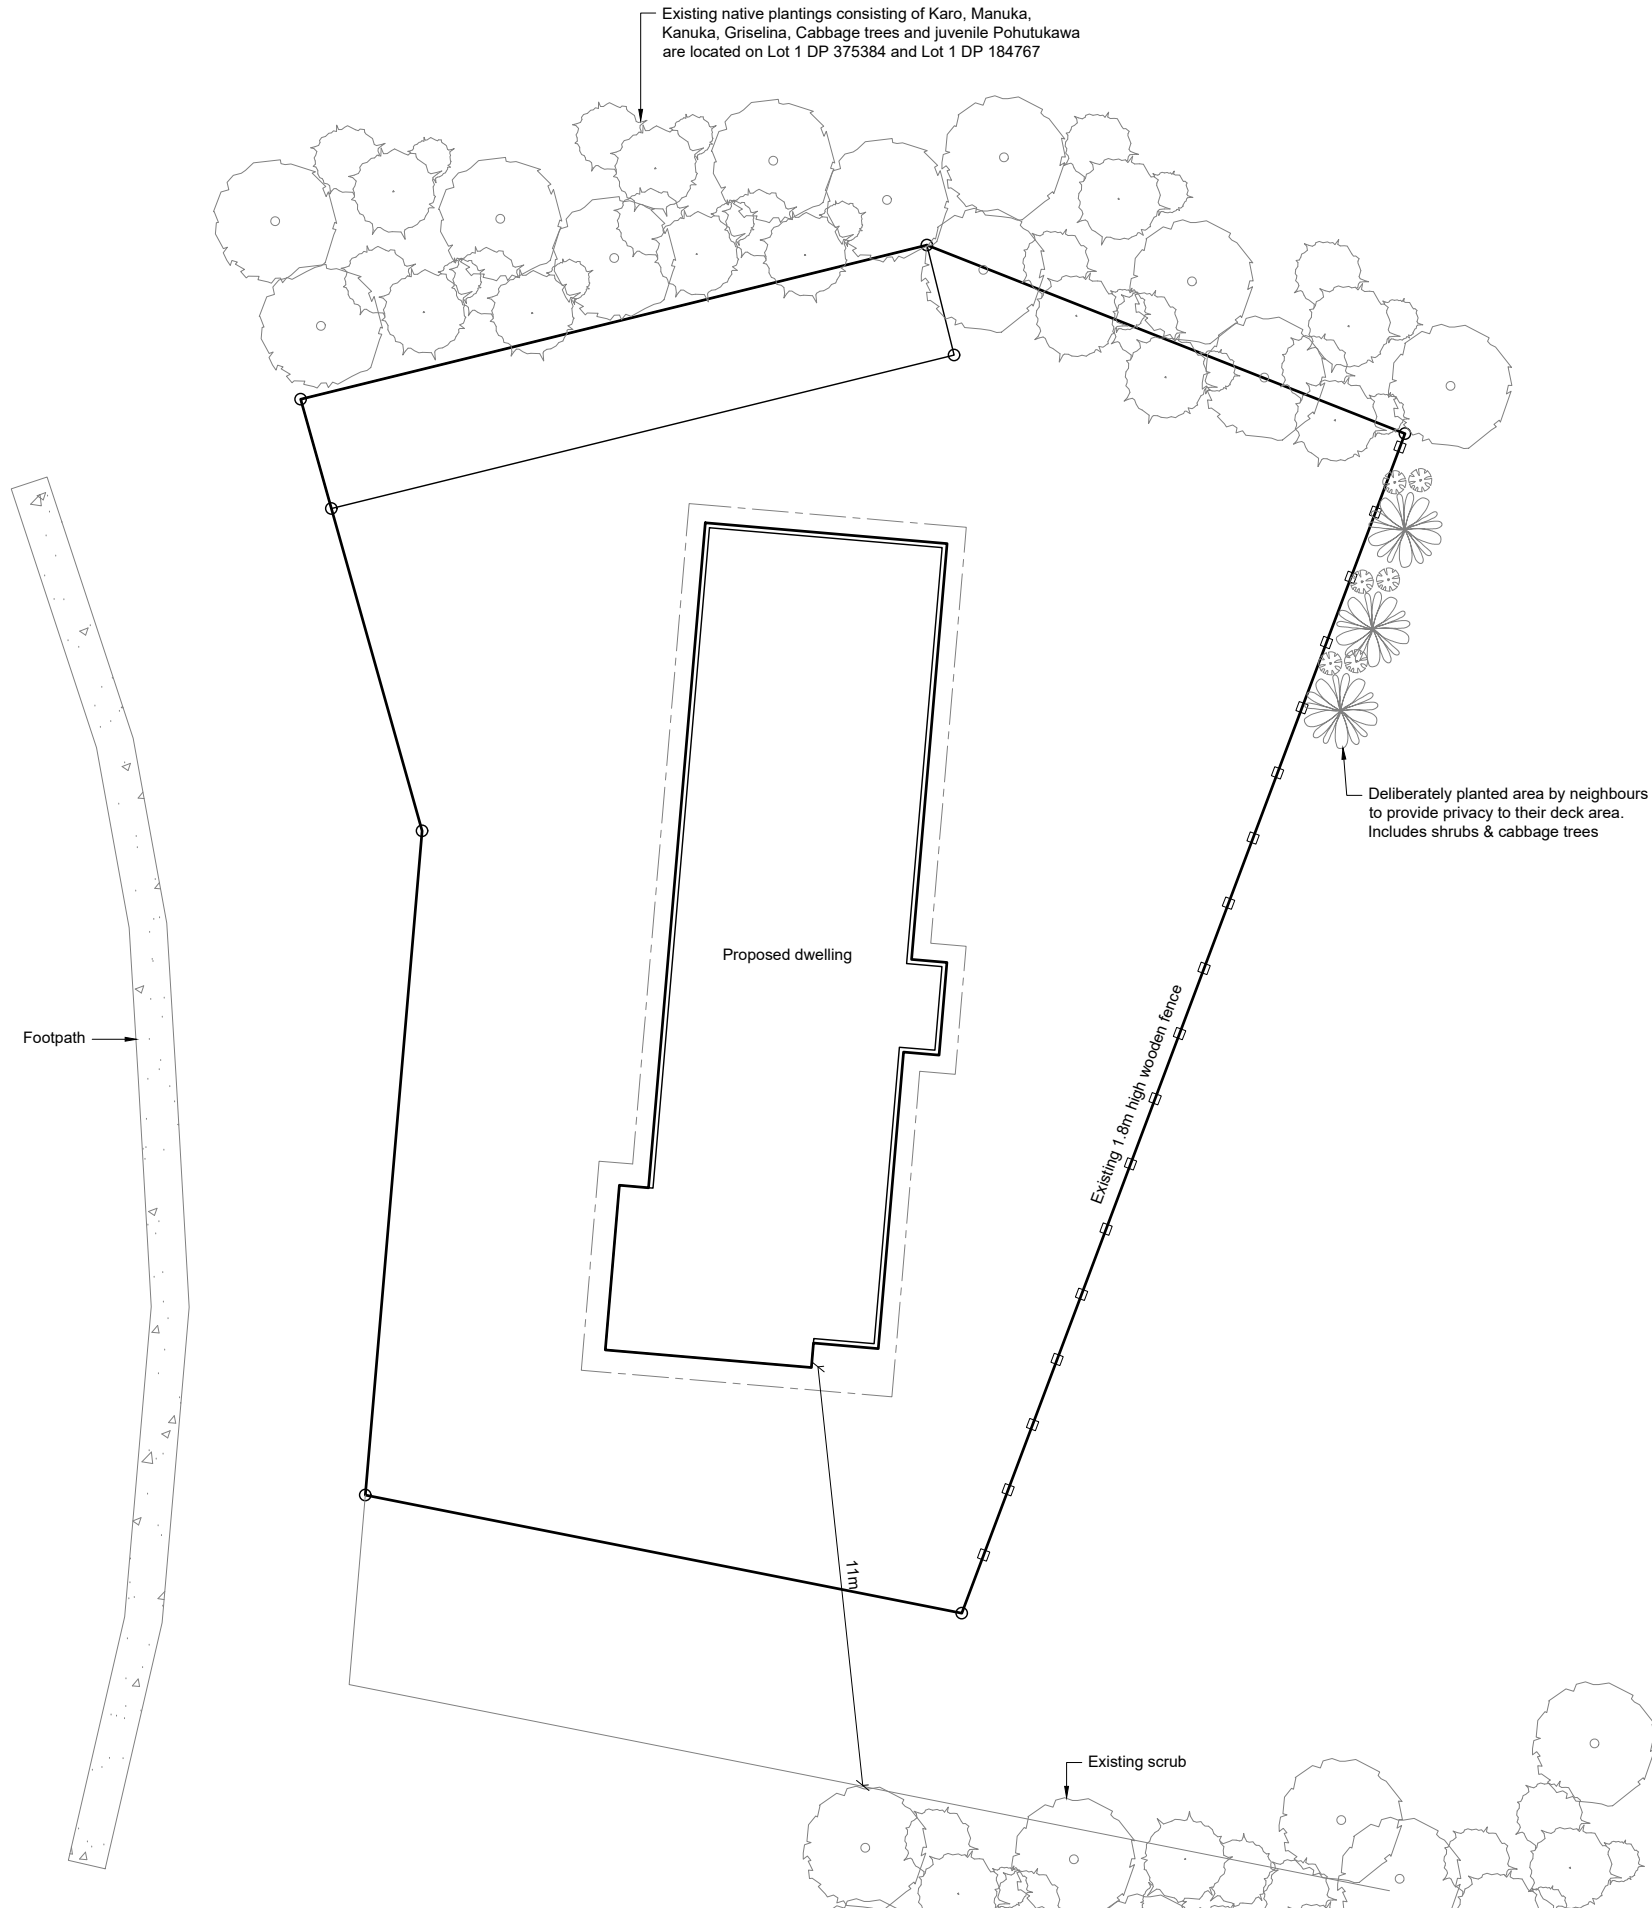 Existing native plantings consisting of Karo, Manuka,
Kanuka, Griselina, Cabbage trees and juvenile Pohutukawa
are located on Lot 1 DP 375384 and Lot 1 DP 184767
Deliberately planted area by neighbours
to provide privacy to their deck area.
Includes shrubs & cabbage trees
Proposed dwelling
Footpath
Existing 1.8m high wooden fence
11m
Existing scrub